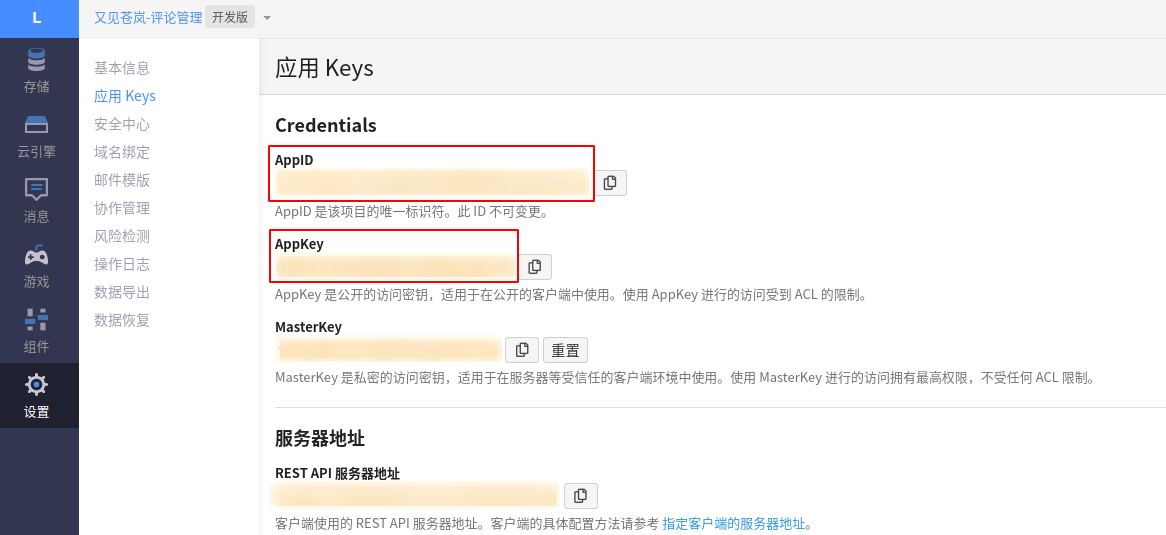 L
又见苍岚-评论管理 开发版
存储
云引擎
消息
游戏
组件
设置
基本信息
应用 Keys
安全中心
域名绑定
邮件模版
协作管理
风险检测
操作日志
数据导出
数据恢复
应用 Keys
Credentials
AppID
AppID 是该项目的唯一标识符。此 ID 不可变更。
AppKey
AppKey 是公开的访问密钥，适用于在公开的客户端中使用。使用 AppKey 进行的访问受到 ACL 的限制。
MasterKey
重置
MasterKey 是私密的访问密钥，适用于在服务器等受信任的客户端环境中使用。使用 MasterKey 进行的访问拥有最高权限，不受任何 ACL 限制。
服务器地址
REST API 服务器地址
客户端使用的 REST API 服务器地址。客户端的具体配置方法请参考 指定客户端的服务器地址。